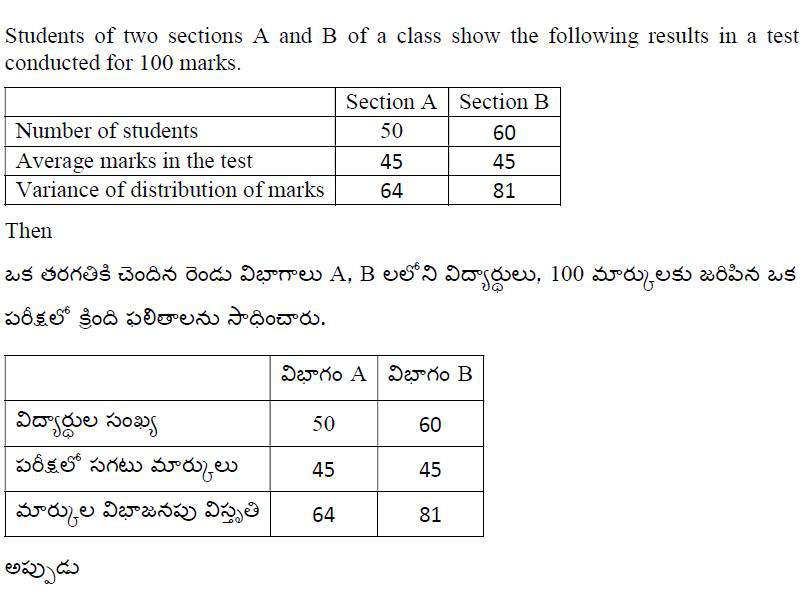 Students of two sections A and B of a class show the following results in a test
conducted for 100 marks.
Section A Section B
Number of students 50 60
Average marks in the test 45 45
Variance of distribution of marks 64 81
Then
ఒక తరగతికి చెందిన రెండు విభాగాలు A, B లలోని విద్యార్థులు, 100 మార్కులకు జరిపిన ఒక
పరీక్షలో క్రింది ఫలితాలను సాధించారు.
విభాగం A విభాగం B
విద్యార్థుల సంఖ్య 50 60
పరీక్షలో సగటు మార్కులు 45 45
మార్కుల విభాజనపు విస్తృతి 64 81
అప్పుడు